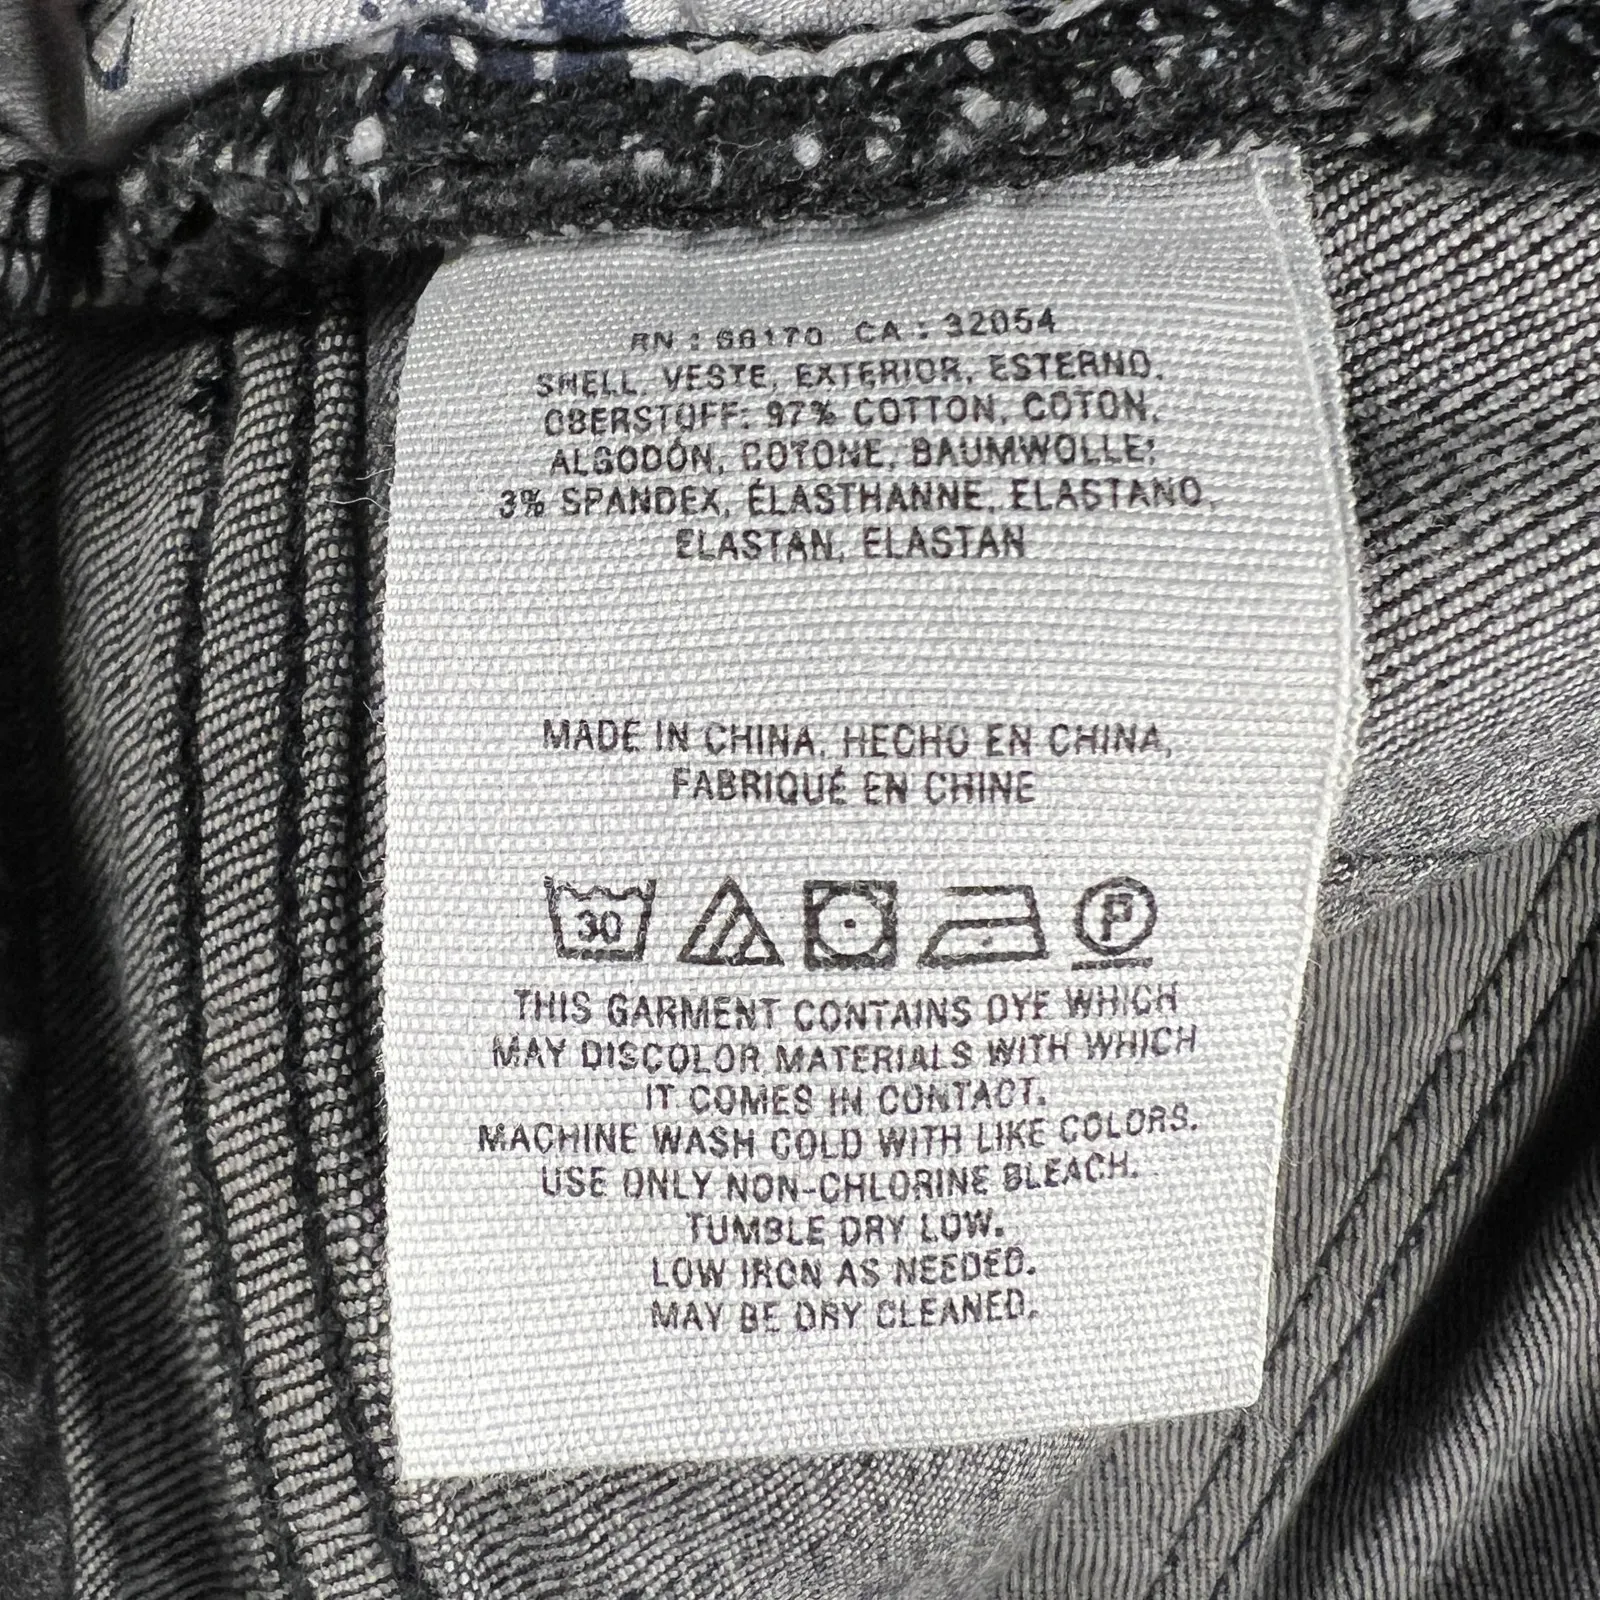 RN : 66170 CA : 32054
SHELL, VESTE, EXTERIOR, ESTERNO,
OBERSTOFF: 97% COTTON, COTON,
ALGODÓN, COTONE, BAUMWOLLE;
3% SPANDEX, ÉLASTHANNE, ELASTANO,
ELASTAN, ELASTAN
MADE IN CHINA, HECHO EN CHINA,
FABRIQUÉ EN CHINE
30 P
THIS GARMENT CONTAINS DYE WHICH
MAY DISCOLOR MATERIALS WITH WHICH
IT COMES IN CONTACT.
MACHINE WASH COLD WITH LIKE COLORS.
USE ONLY NON-CHLORINE BLEACH.
TUMBLE DRY LOW.
LOW IRON AS NEEDED.
MAY BE DRY CLEANED.